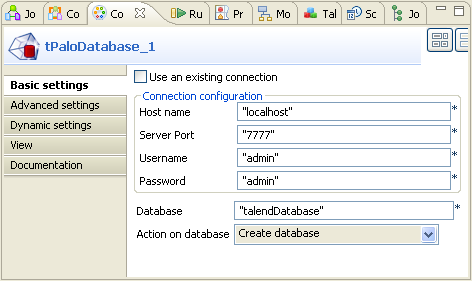 Jo Co Co Ru Pr Mo Tal Sc Jo
tPaloDatabase_1
Basic settings
Advanced settings
Dynamic settings
View
Documentation
Use an existing connection
Connection configuration
Host name "localhost" *
Server Port "7777" *
Username "admin" *
Password "admin" *
Database "talendDatabase" *
Action on database Create database